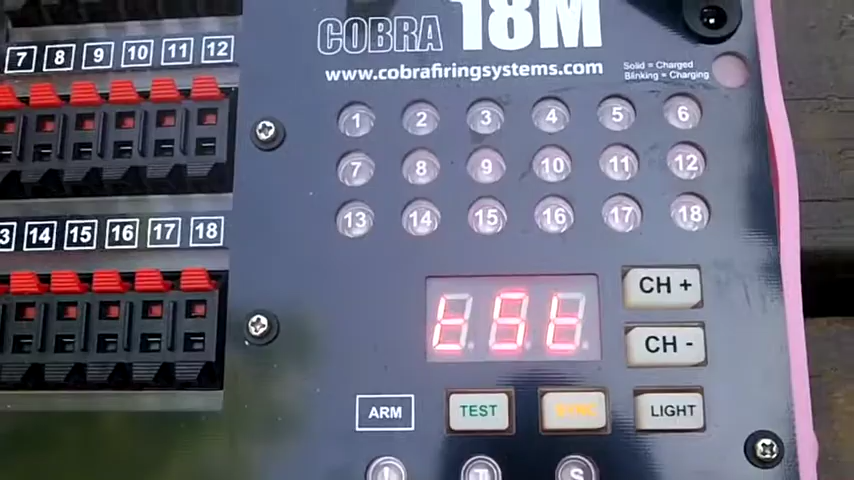 COBRA 18M
www.cobrafiringsystems.com
Solid = Charged
Blinking = Charging
7 8 9 10 11 12
1 2 3 4 5 6
7 8 9 10 11 12
13 14 15 16 17 18
14 15 16 17 18
b8b
CH +
CH -
ARM TEST SYNC LIGHT
T S